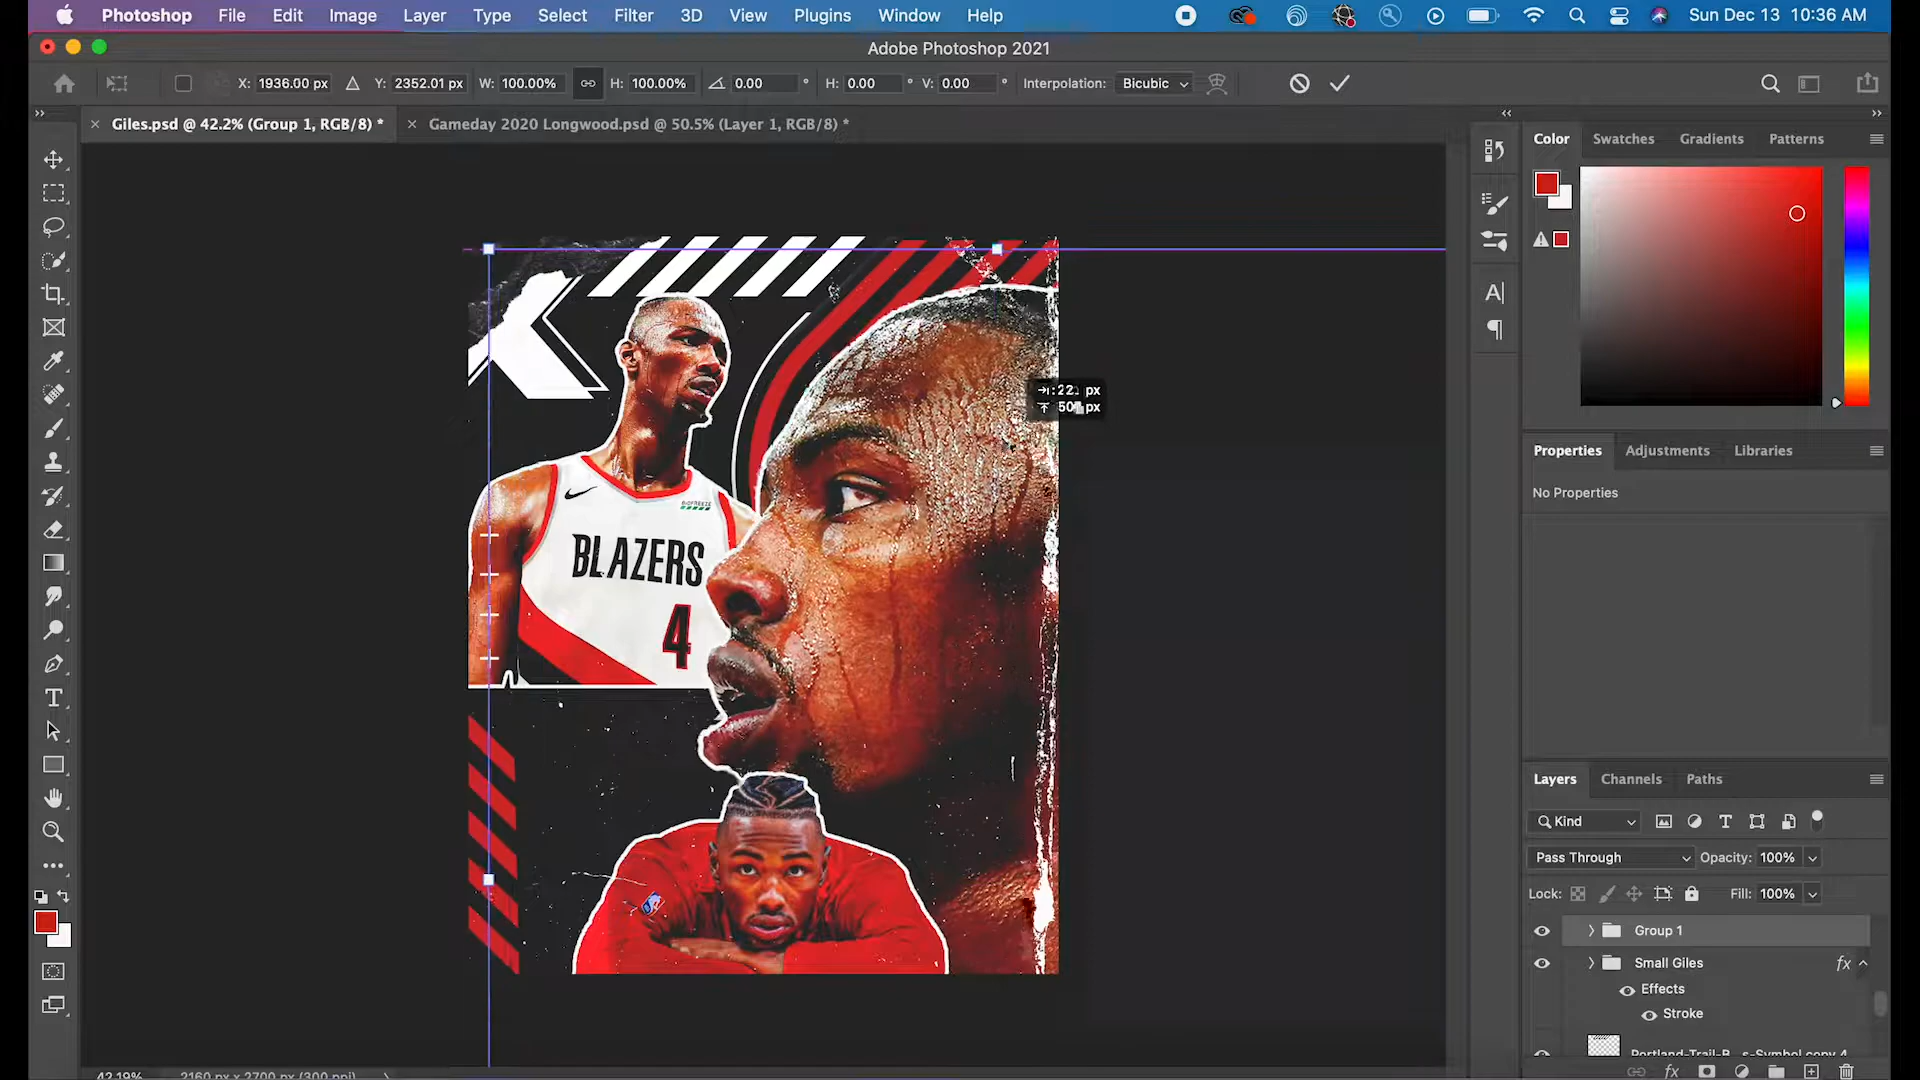 Photoshop File Edit Image Layer Type Select Filter 3D View Plugins Window Help Sun Dec 13 10:36 AM
Adobe Photoshop 2021
X: 1936.00 px Y: 2352.01 px W: 100.00% H: 100.00% 0.00 ° H: 0.00 ° V: 0.00 ° Interpolation: Bicubic
Giles.psd @ 42.2% (Group 1, RGB/8) * Gameday 2020 Longwood.psd @ 50.5% (Layer 1, RGB/8) *
Color Swatches Gradients Patterns
BIOFREEZE
BLAZERS
4
Properties Adjustments Libraries
No Properties
Layers Channels Paths
Kind
Pass Through Opacity: 100%
Lock: Fill: 100%
Group 1
Small Giles fx
Effects
Stroke
Portland-Trail-B...s-Symbol copy 4
42.19% 2160 px x 2700 px (300 ppi)